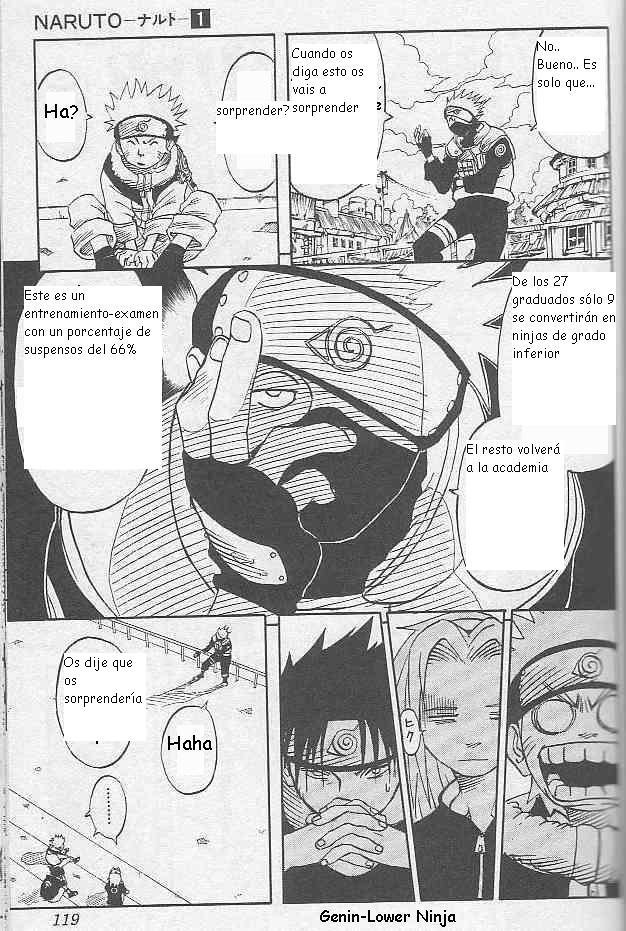 NARUTO—ナルト—1
No..
Bueno.. Es
solo que...
Cuando os
diga esto os
vais a
sorprender
sorprender?
Ha?
De los 27
graduados sólo 9
se convertirán en
ninjas de grado
inferior
El resto volverá
a la academia
Este es un
entrenamiento-examen
con un porcentaje de
suspensos del 66%
Os dije que
os
sorprendería
Haha
........
ヒク
119
Genin-Lower Ninja